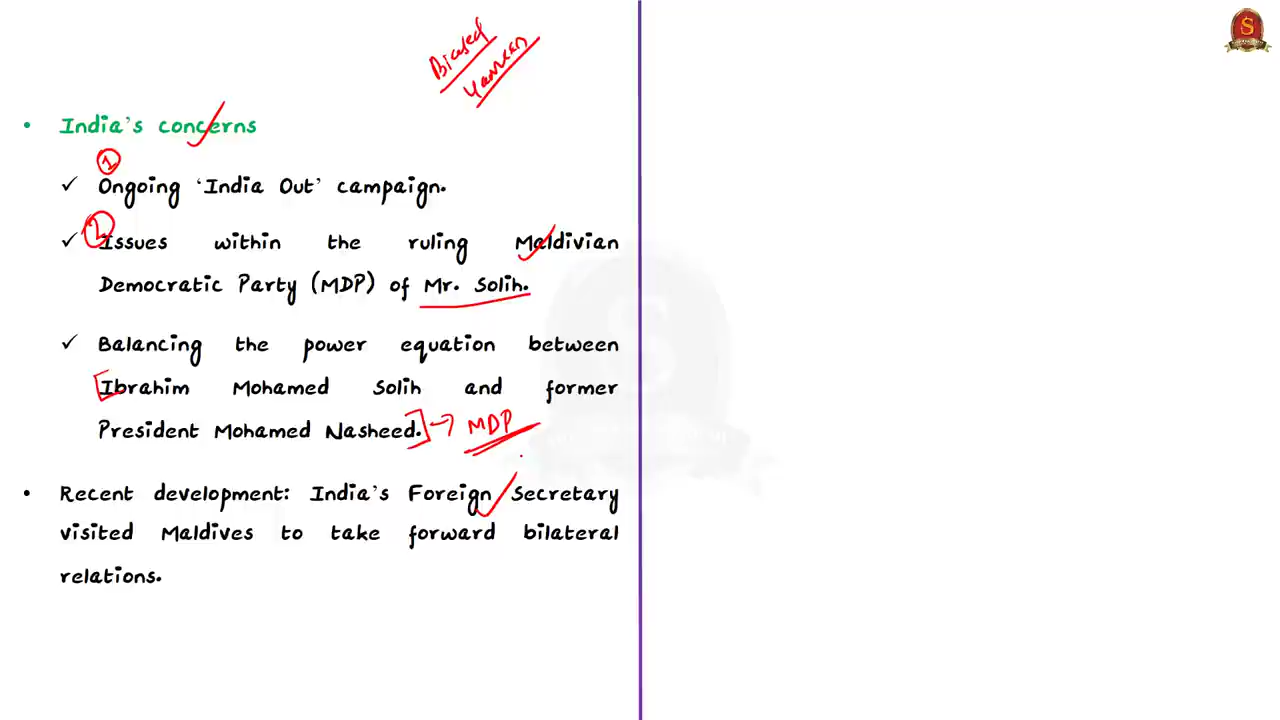 Biased
Yameen
• India's concerns
1
✓ Ongoing 'India Out' campaign.
2
✓ Issues within the ruling Maldivian
Democratic Party (MDP) of Mr. Solih.
✓ Balancing the power equation between
[Ibrahim Mohamed Solih and former
President Mohamed Nasheed.] → MDP
• Recent development: India's Foreign Secretary
visited Maldives to take forward bilateral
relations.